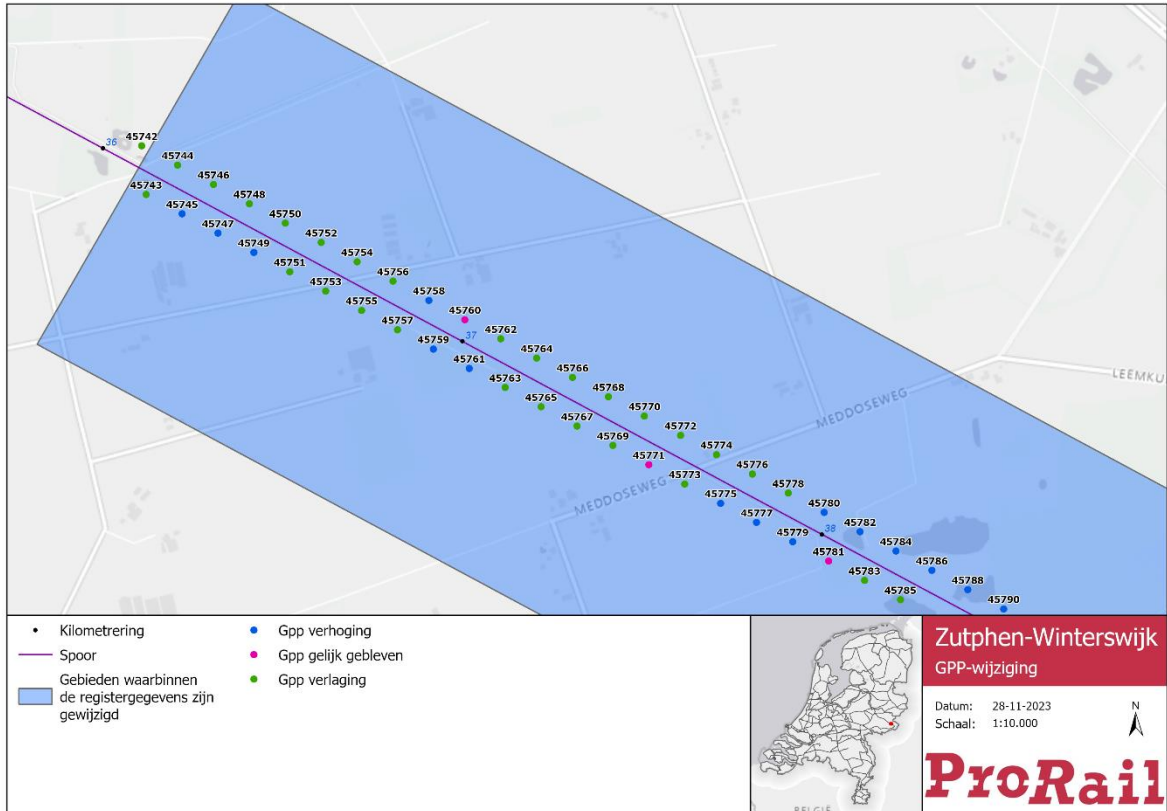 36
45742
45744
45746
45743
45748
45745
45750
45747
45752
45749
45754
45751
45756
45753
45758
45755
45760
45757
37
45762
45759
45764
45761
45766
45763
45768
LEEMKU
45765
45770
MEDDOSEWEG
45767
45772
45769
45774
45771
45776
45773
45778
MEDDOSEWEG
45775
45780
45777
45782
38
45779
45784
45781
45786
45783
45788
45785
45790
Kilometrering
Spoor
Gebieden waarbinnen
de registergegevens zijn
gewijzigd
Gpp verhoging
Gpp gelijk gebleven
Gpp verlaging
BELGIË
Zutphen-Winterswijk
GPP-wijziging
Datum: 28-11-2023
Schaal: 1:10.000
N
ProRail